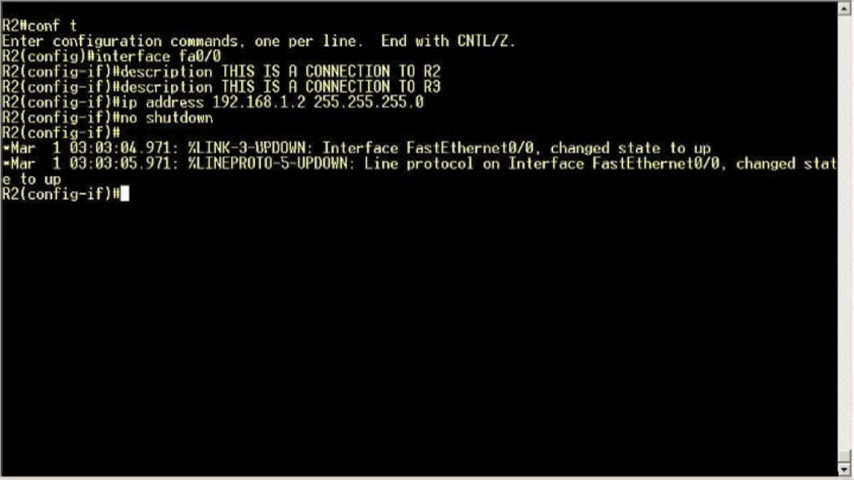 R2#conf t
Enter configuration commands, one per line.  End with CNTL/Z.
R2(config)#interface fa0/0
R2(config-if)#description THIS IS A CONNECTION TO R2
R2(config-if)#description THIS IS A CONNECTION TO R3
R2(config-if)#ip address 192.168.1.2 255.255.255.0
R2(config-if)#no shutdown
R2(config-if)#
*Mar  1 03:03:04.971: %LINK-3-UPDOWN: Interface FastEthernet0/0, changed state to up
*Mar  1 03:03:05.971: %LINEPROTO-5-UPDOWN: Line protocol on Interface FastEthernet0/0, changed stat
e to up
R2(config-if)#